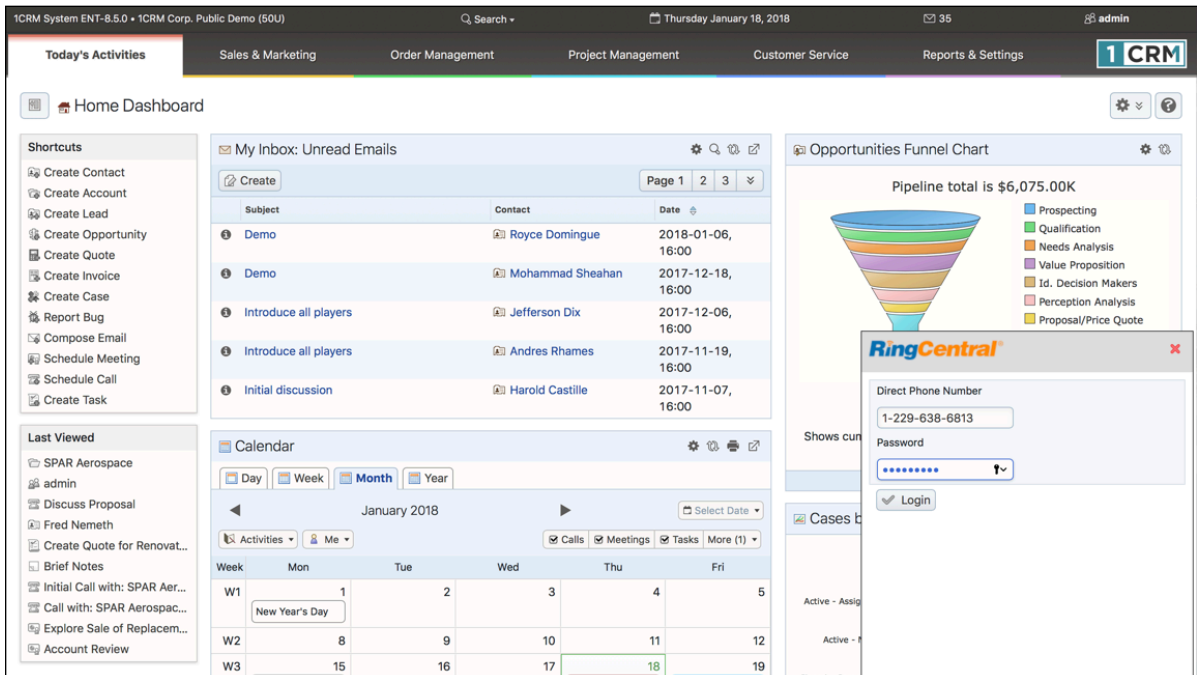 1CRM System ENT-8.5.0 • 1CRM Corp. Public Demo (50U)
Search
Thursday January 18, 2018
35
admin
Today's Activities
Sales & Marketing
Order Management
Project Management
Customer Service
Reports & Settings
1 CRM
Home Dashboard
Shortcuts
Create Contact
Create Account
Create Lead
Create Opportunity
Create Quote
Create Invoice
Create Case
Report Bug
Compose Email
Schedule Meeting
Schedule Call
Create Task
Last Viewed
SPAR Aerospace
admin
Discuss Proposal
Fred Nemeth
Create Quote for Renovat...
Brief Notes
Initial Call with: SPAR Aer...
Call with: SPAR Aerospac...
Explore Sale of Replacem...
Account Review
My Inbox: Unread Emails
Create
Page 1 2 3
Subject Contact Date
Demo Royce Domingue 2018-01-06,
16:00
Demo Mohammad Sheahan 2017-12-18,
16:00
Introduce all players Jefferson Dix 2017-12-06,
16:00
Introduce all players Andres Rhames 2017-11-19,
16:00
Initial discussion Harold Castille 2017-11-07,
16:00
Calendar
Day Week Month Year
January 2018
Select Date
Activities Me
Calls Meetings Tasks More (1)
Week Mon Tue Wed Thu Fri
W1 1 2 3 4 5
New Year's Day
W2 8 9 10 11 12
W3 15 16 17 18 19
Opportunities Funnel Chart
Pipeline total is $6,075.00K
Prospecting
Qualification
Needs Analysis
Value Proposition
Id. Decision Makers
Perception Analysis
Proposal/Price Quote
Shows cur
Cases b
Active - Assig
Active -
RingCentral
Direct Phone Number
1-229-638-6813
Password
•••••••••
Login